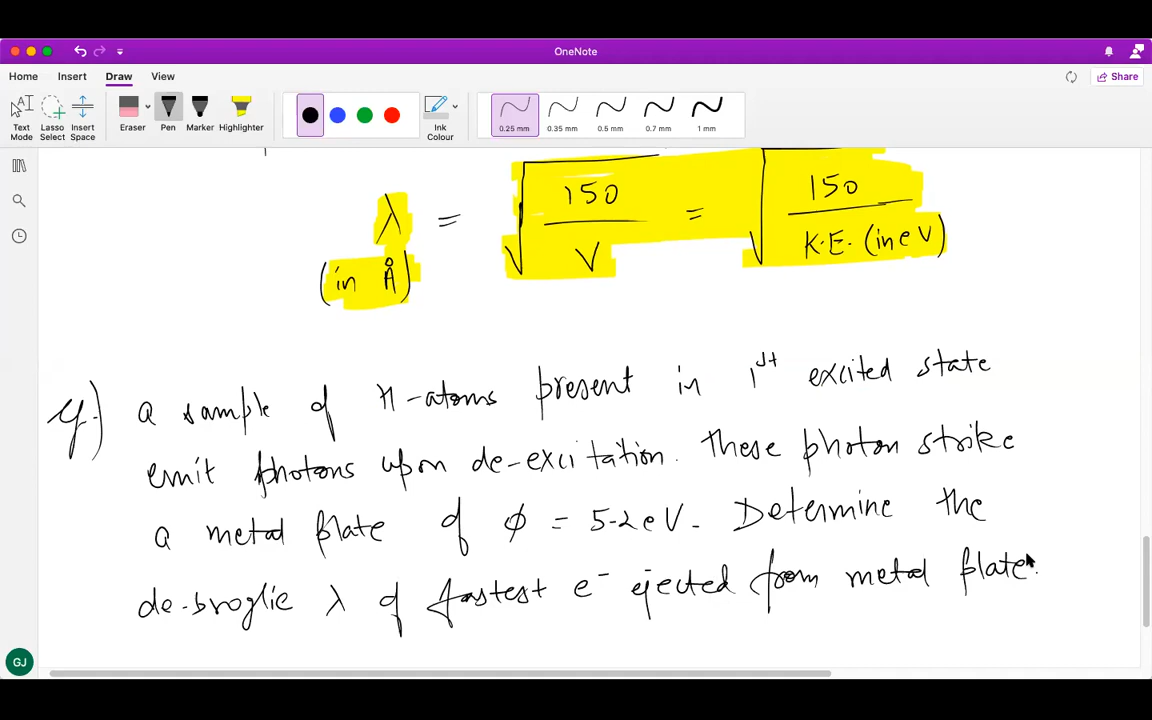 OneNote
Home Insert Draw View
Share
Text Mode
Lasso Select
Insert Space
Eraser
Pen
Marker
Highlighter
Ink Colour
0.25 mm 0.35 mm 0.5 mm 0.7 mm 1 mm
λ = √(150/V) = √(150/K.E. (in eV))
(in Å)
a sample of H-atoms present in 1st excited state
emit photons upon de-excitation. These photon strike
a metal plate of ϕ = 5.2 eV. Determine the
de-broglie λ of fastest e⁻ ejected from metal plate.
GJ